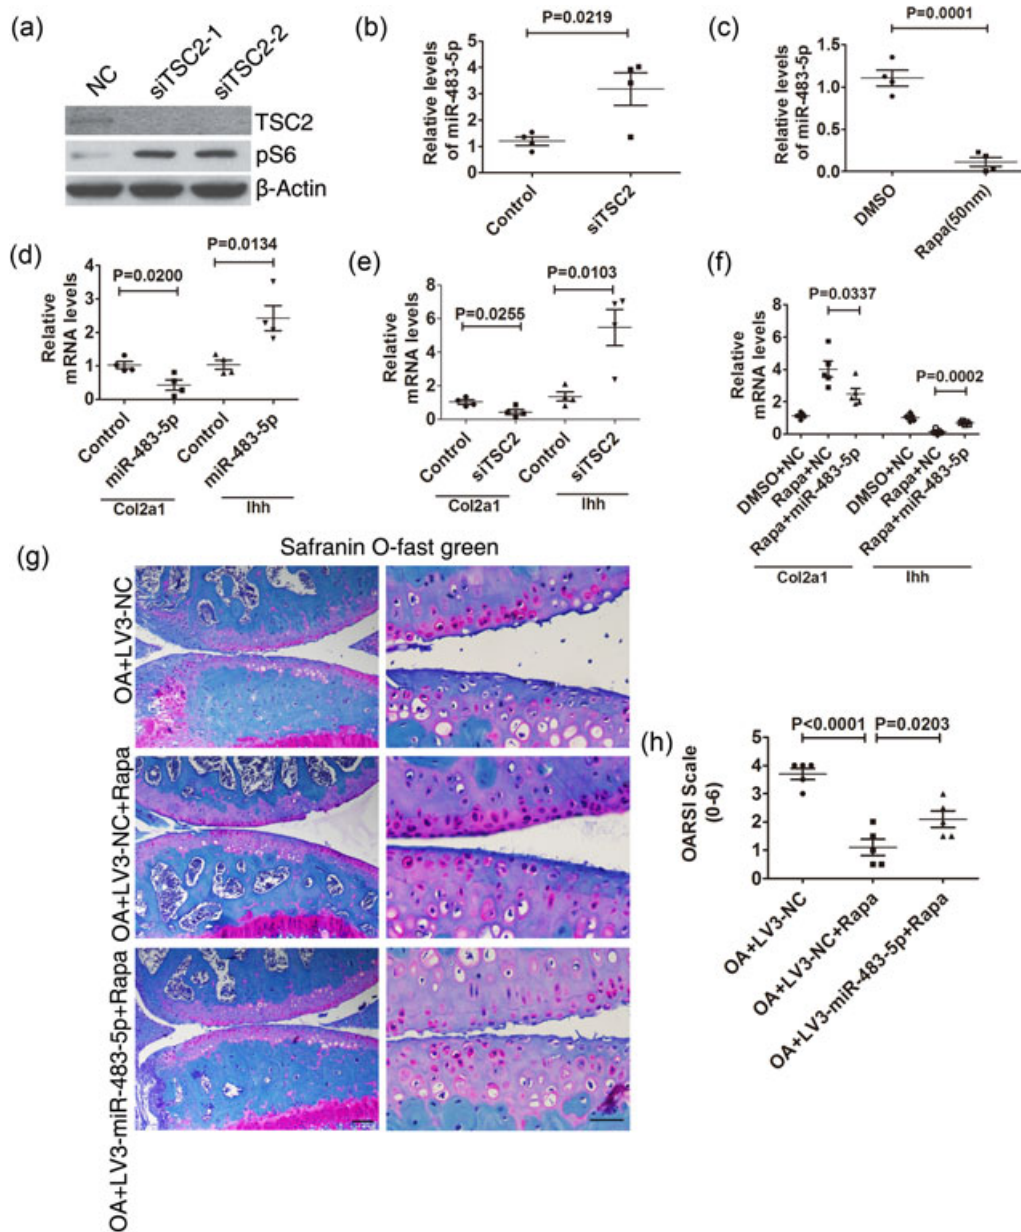 (a)
NC
siTSC2-1
siTSC2-2
TSC2
pS6
β-Actin
(b)
P=0.0219
Relative levels
of miR-483-5p
5
4
3
2
1
0
Control
siTSC2
(c)
P=0.0001
Relative levels
of miR-483-5p
1.5
1.0
0.5
0.0
DMSO
Rapa(50nm)
(d)
P=0.0134
P=0.0200
Relative
mRNA levels
4
3
2
1
0
Control
miR-483-5p
Control
miR-483-5p
Col2a1
Ihh
(e)
P=0.0103
P=0.0255
Relative
mRNA levels
8
6
4
2
0
Control
siTSC2
Control
siTSC2
Col2a1
Ihh
(f)
P=0.0337
P=0.0002
Relative
mRNA levels
8
6
4
2
0
DMSO+NC
Rapa+NC
Rapa+miR-483-5p
DMSO+NC
Rapa+NC
Rapa+miR-483-5p
Col2a1
Ihh
(g)
Safranin O-fast green
OA+LV3-NC
OA+LV3-NC+Rapa
OA+LV3-miR-483-5p+Rapa
(h)
P<0.0001
P=0.0203
OARSI Scale
(0-6)
5
4
3
2
1
0
OA+LV3-NC
OA+LV3-NC+Rapa
OA+LV3-miR-483-5p+Rapa